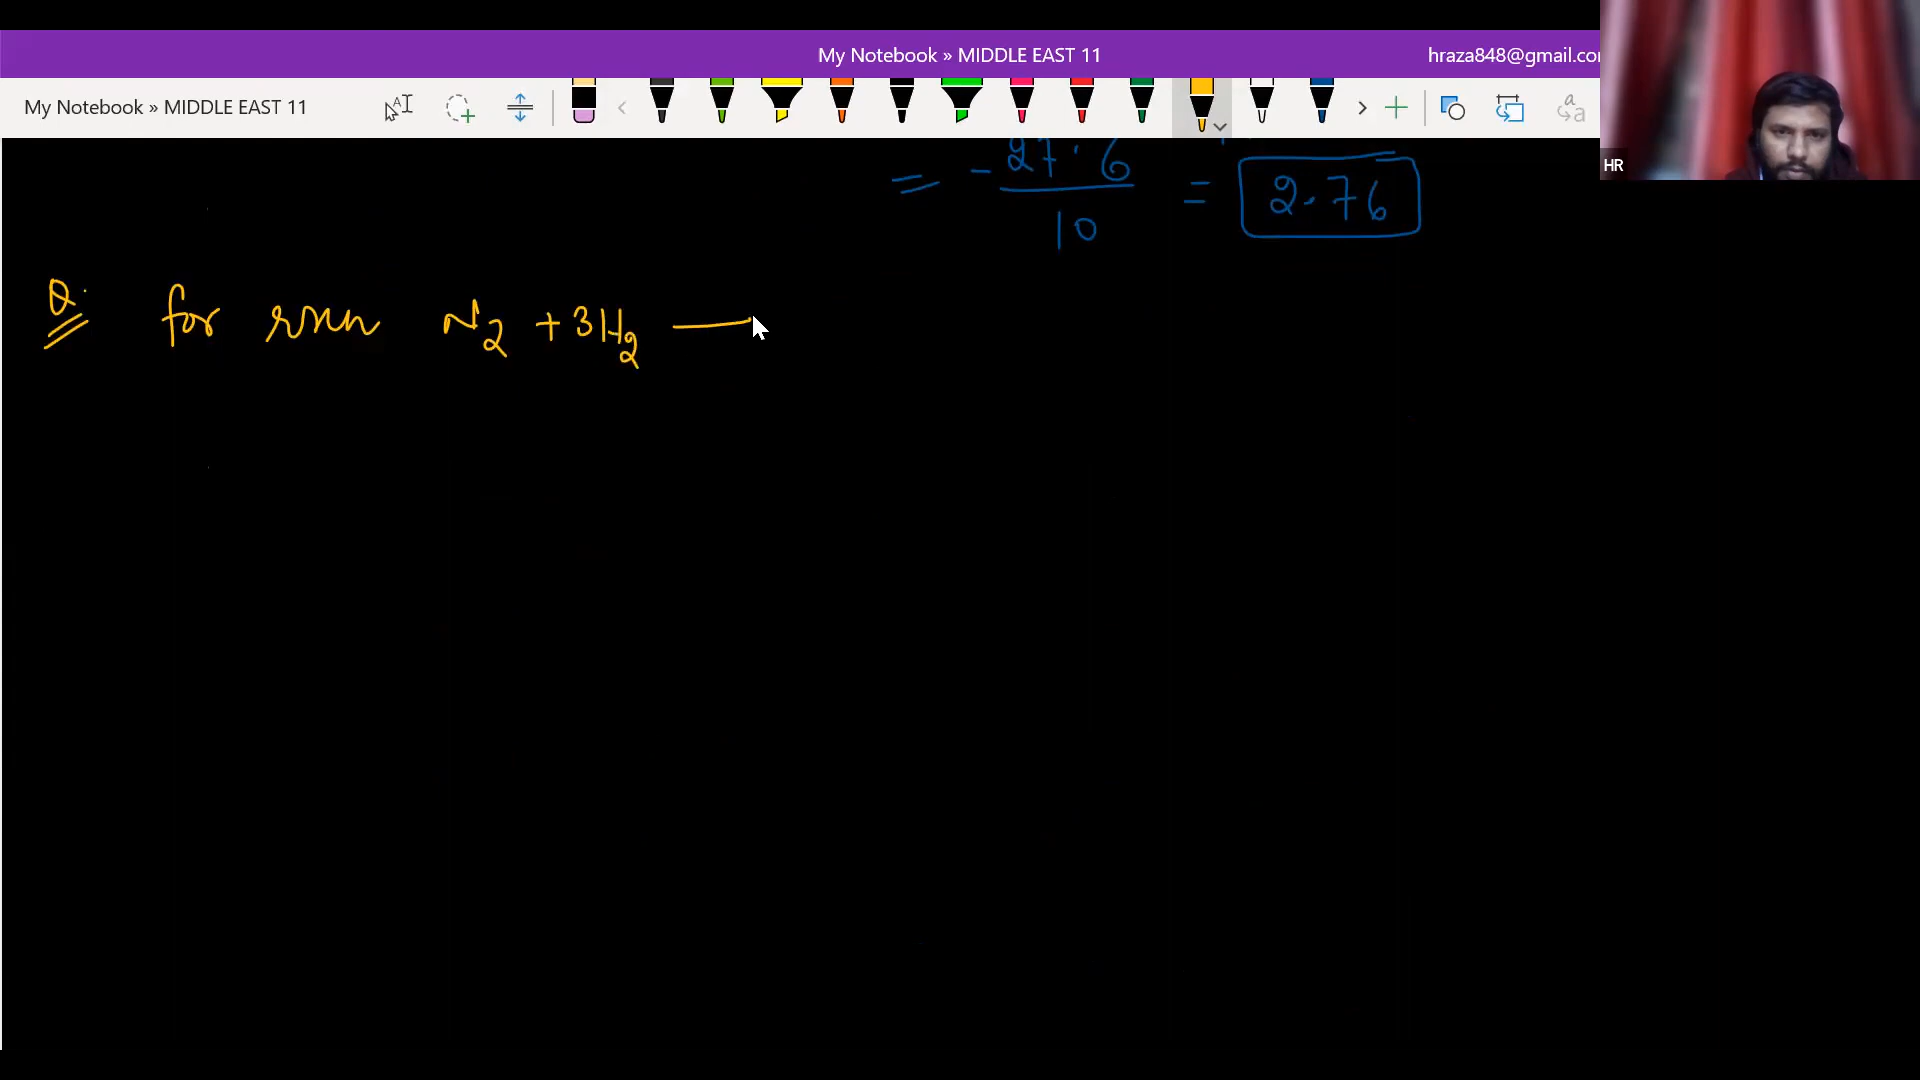 My Notebook » MIDDLE EAST 11
hraza848@gmail.co
My Notebook » MIDDLE EAST 11
HR
= -27.6/10 = 2.76
Q. for rxn N₂ + 3H₂ —